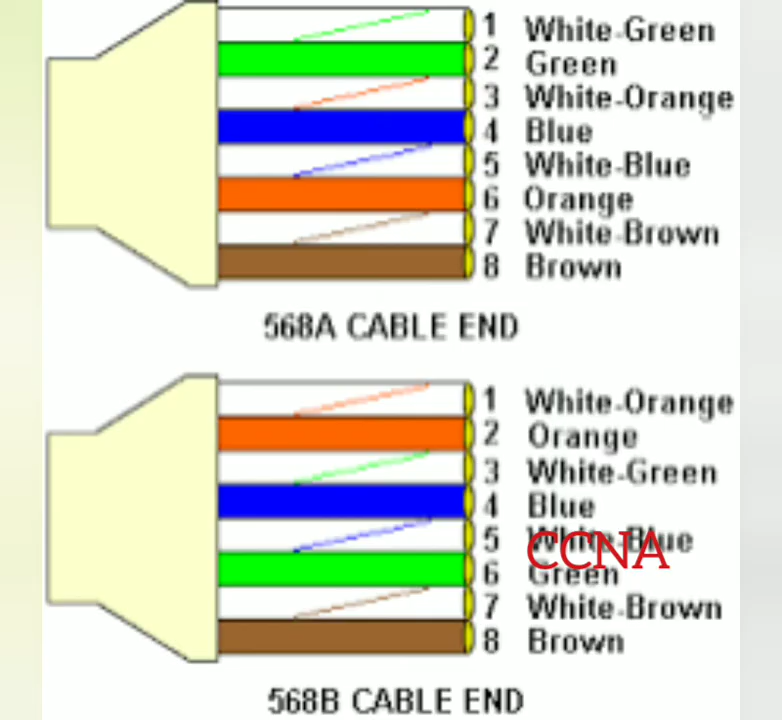 1 White-Green
2 Green
3 White-Orange
4 Blue
5 White-Blue
6 Orange
7 White-Brown
8 Brown
568A CABLE END
1 White-Orange
2 Orange
3 White-Green
4 Blue
5 White-Blue
CCNA
6 Green
7 White-Brown
8 Brown
568B CABLE END